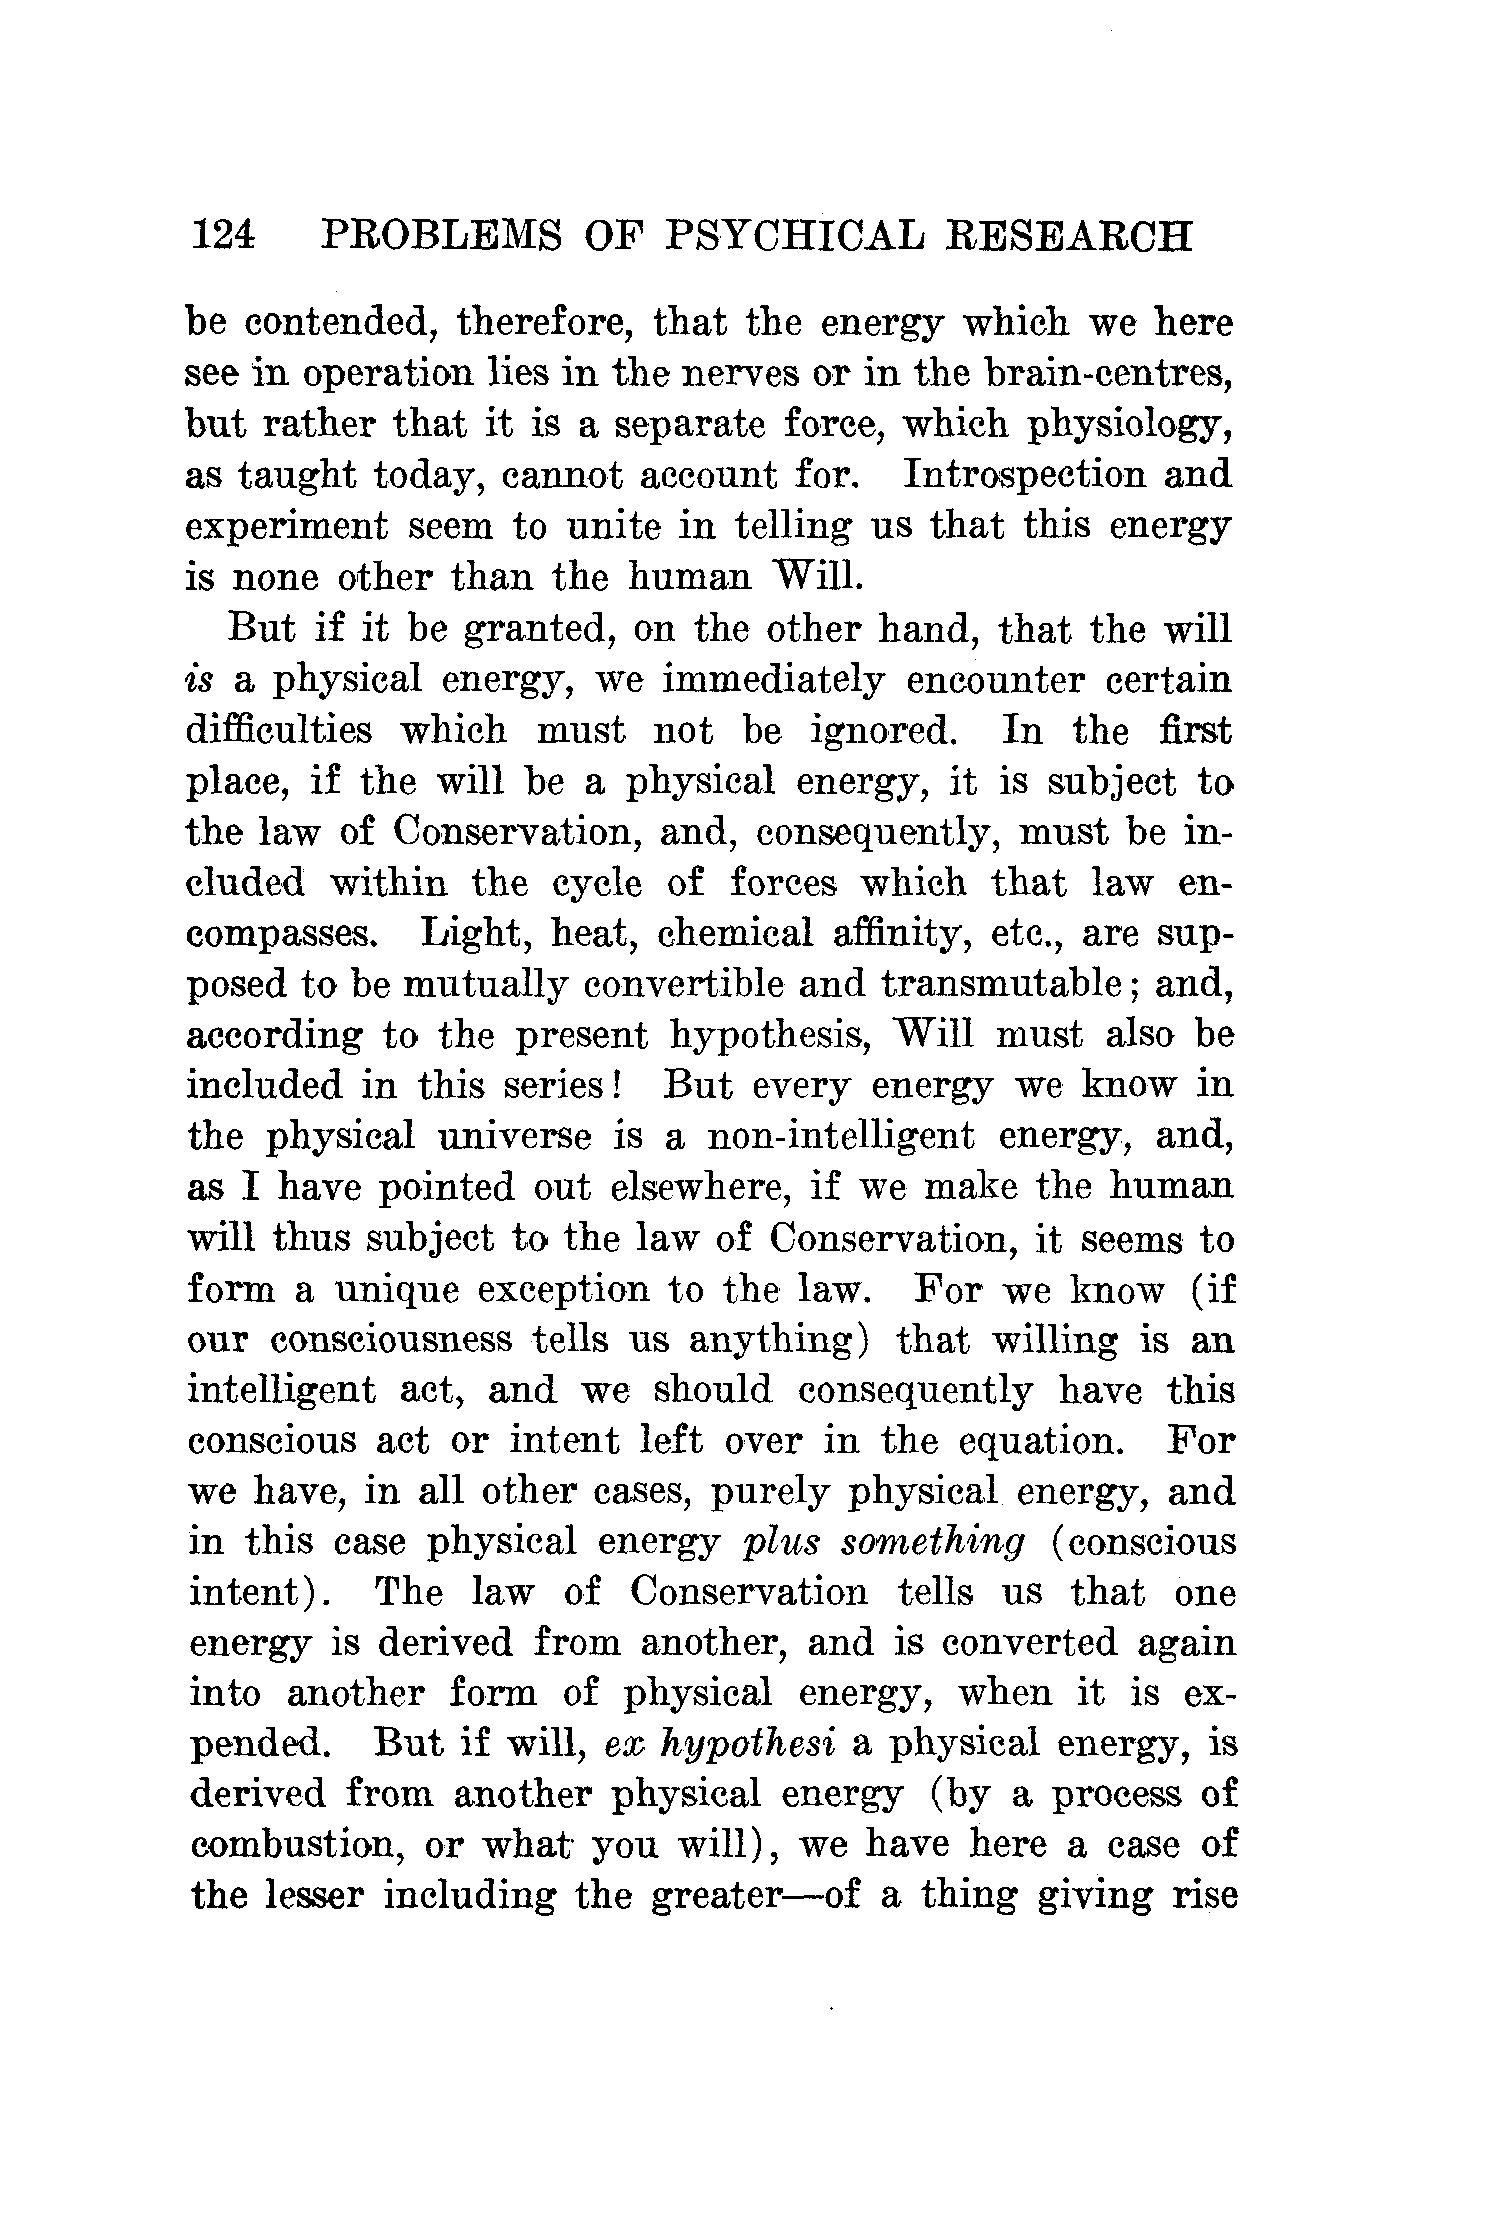 124 PROBLEMS OF PSYCHICAL RESEARCH
be contended, therefore, that the energy which we here
see in operation lies in the nerves or in the brain-centres,
but rather that it is a separate force, which physiology,
as taught today, cannot account for. Introspection and
experiment seem to unite in telling us that this energy
is none other than the human Will.
But if it be granted, on the other hand, that the will
is a physical energy, we immediately encounter certain
difficulties which must not be ignored. In the first
place, if the will be a physical energy, it is subject to
the law of Conservation, and, consequently, must be in-
cluded within the cycle of forces which that law en-
compasses. Light, heat, chemical affinity, etc., are sup-
posed to be mutually convertible and transmutable; and,
according to the present hypothesis, Will must also be
included in this series! But every energy we know in
the physical universe is a non-intelligent energy, and,
as I have pointed out elsewhere, if we make the human
will thus subject to the law of Conservation, it seems to
form a unique exception to the law. For we know (if
our consciousness tells us anything) that willing is an
intelligent act, and we should consequently have this
conscious act or intent left over in the equation. For
we have, in all other cases, purely physical energy, and
in this case physical energy plus something (conscious
intent). The law of Conservation tells us that one
energy is derived from another, and is converted again
into another form of physical energy, when it is ex-
pended. But if will, ex hypothesi a physical energy, is
derived from another physical energy (by a process of
combustion, or what you will), we have here a case of
the lesser including the greater—of a thing giving rise